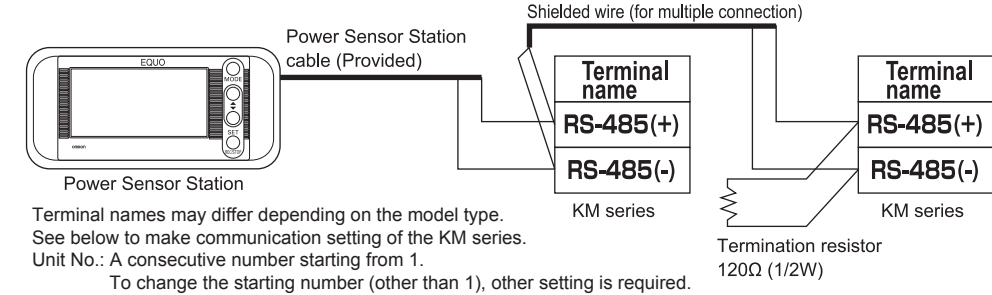 Shielded wire (for multiple connection)
Power Sensor Station
cable (Provided)
EQUO
MODE
SET
REC/STOP
omron
Power Sensor Station
Terminal
name
RS-485(+)
RS-485(-)
KM series
Terminal
name
RS-485(+)
RS-485(-)
KM series
Termination resistor
120Ω (1/2W)
Terminal names may differ depending on the model type.
See below to make communication setting of the KM series.
Unit No.: A consecutive number starting from 1.
To change the starting number (other than 1), other setting is required.